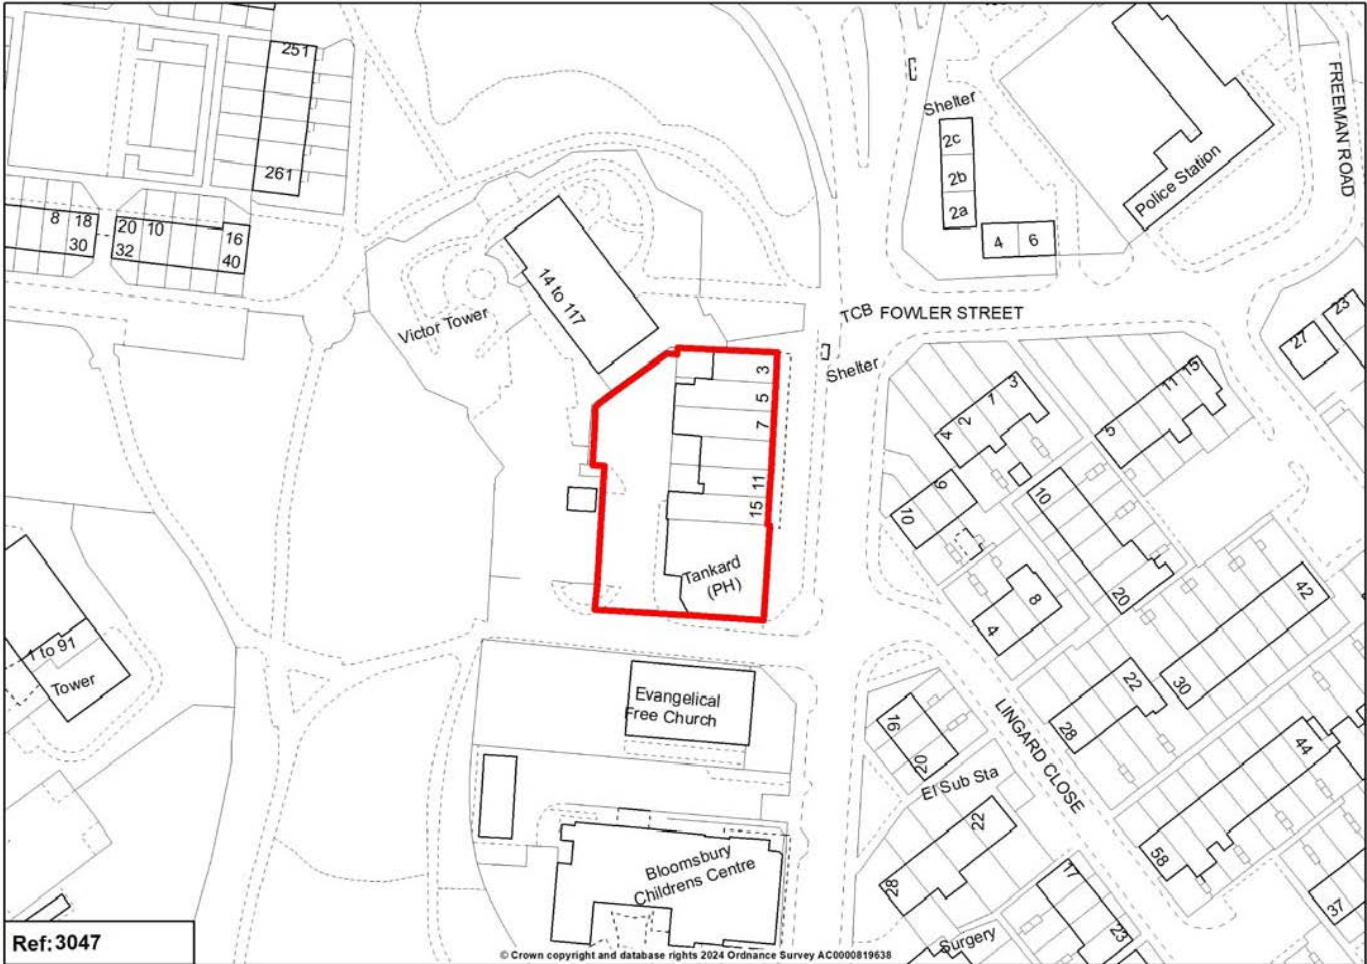 251
261
8
18
30
20
10
32
16
40
Victor Tower
14 to 117
Shelter
2c
2b
2a
4
6
Police Station
FREEMAN ROAD
TCB
FOWLER STREET
Shelter
23
27
3
5
7
11
15
Tankard
(PH)
4
2
1
3
5
11
15
6
10
10
20
8
4
42
30
22
28
1 to 91
Tower
Evangelical
Free Church
16
20
LINGARD CLOSE
El Sub Sta
44
58
22
28
Bloomsbury
Childrens Centre
17
23
37
Surgery
Ref:3047
© Crown copyright and database rights 2024 Ordnance Survey AC0000819638